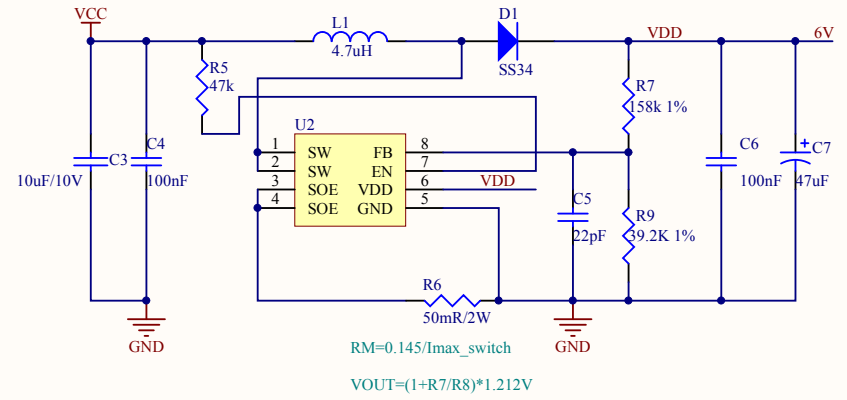 VCC
L1
4.7uH
D1
SS34
VDD
6V
R5
47k
R7
158k 1%
U2
1
2
3
4
SW
SW
SOE
SOE
FB
EN
VDD
GND
8
7
6
5
VDD
C3
10uF/10V
C4
100nF
C5
22pF
R9
39.2K 1%
C6
100nF
+
C7
47uF
R6
50mR/2W
GND
GND
RM=0.145/Imax_switch
VOUT=(1+R7/R8)*1.212V